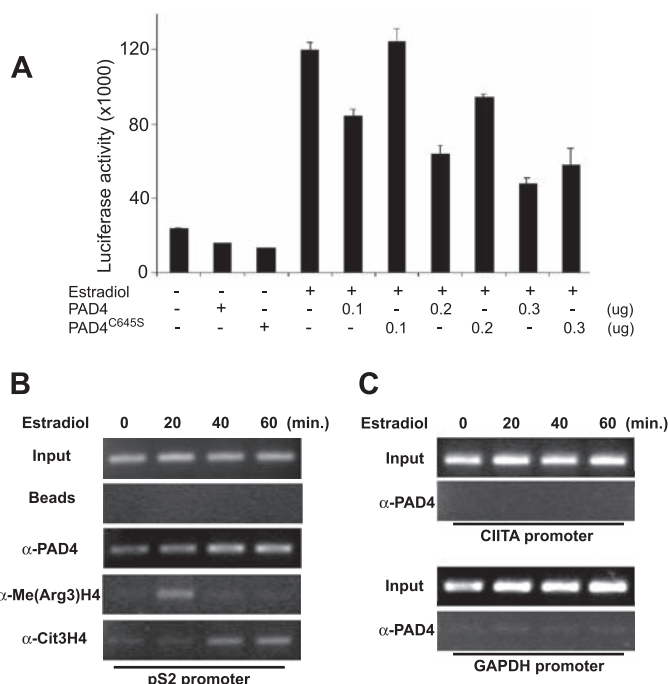 A
Luciferase activity (x1000)
120
80
40
0
Estradiol - - - + + + + + + +
PAD4 - + - - 0.1 - 0.2 - 0.3 - (ug)
PAD4C645S - - + - - 0.1 - 0.2 - 0.3 (ug)
B
Estradiol 0 20 40 60 (min.)
Input
Beads
α-PAD4
α-Me(Arg3)H4
α-Cit3H4
pS2 promoter
C
Estradiol 0 20 40 60 (min.)
Input
α-PAD4
CIITA promoter
Input
α-PAD4
GAPDH promoter